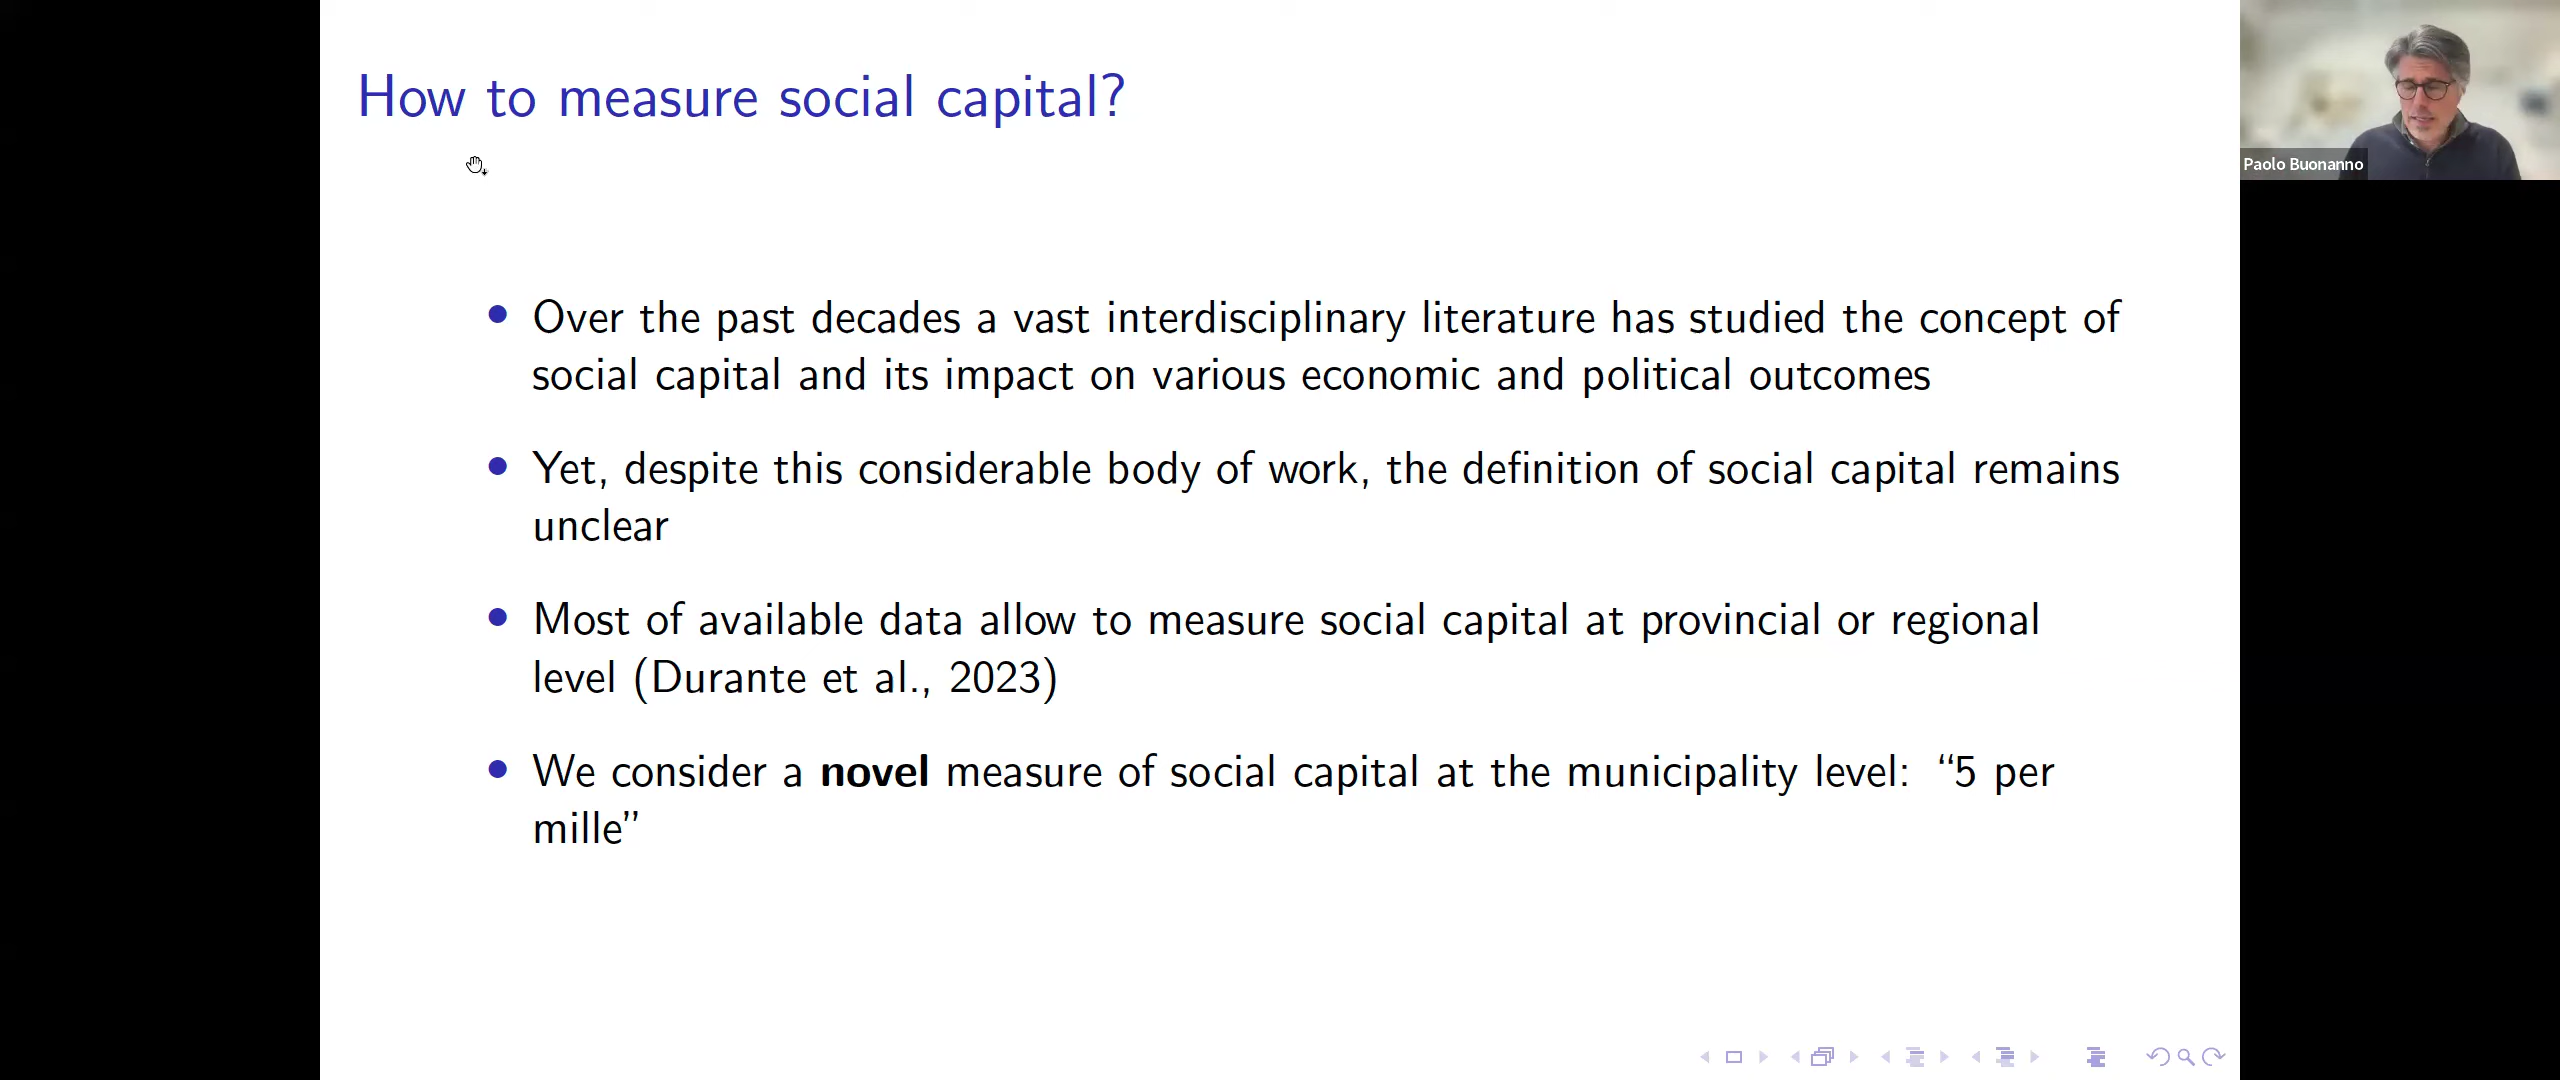 How to measure social capital?
Paolo Buonanno
• Over the past decades a vast interdisciplinary literature has studied the concept of
social capital and its impact on various economic and political outcomes
• Yet, despite this considerable body of work, the definition of social capital remains
unclear
• Most of available data allow to measure social capital at provincial or regional
level (Durante et al., 2023)
• We consider a novel measure of social capital at the municipality level: “5 per
mille”